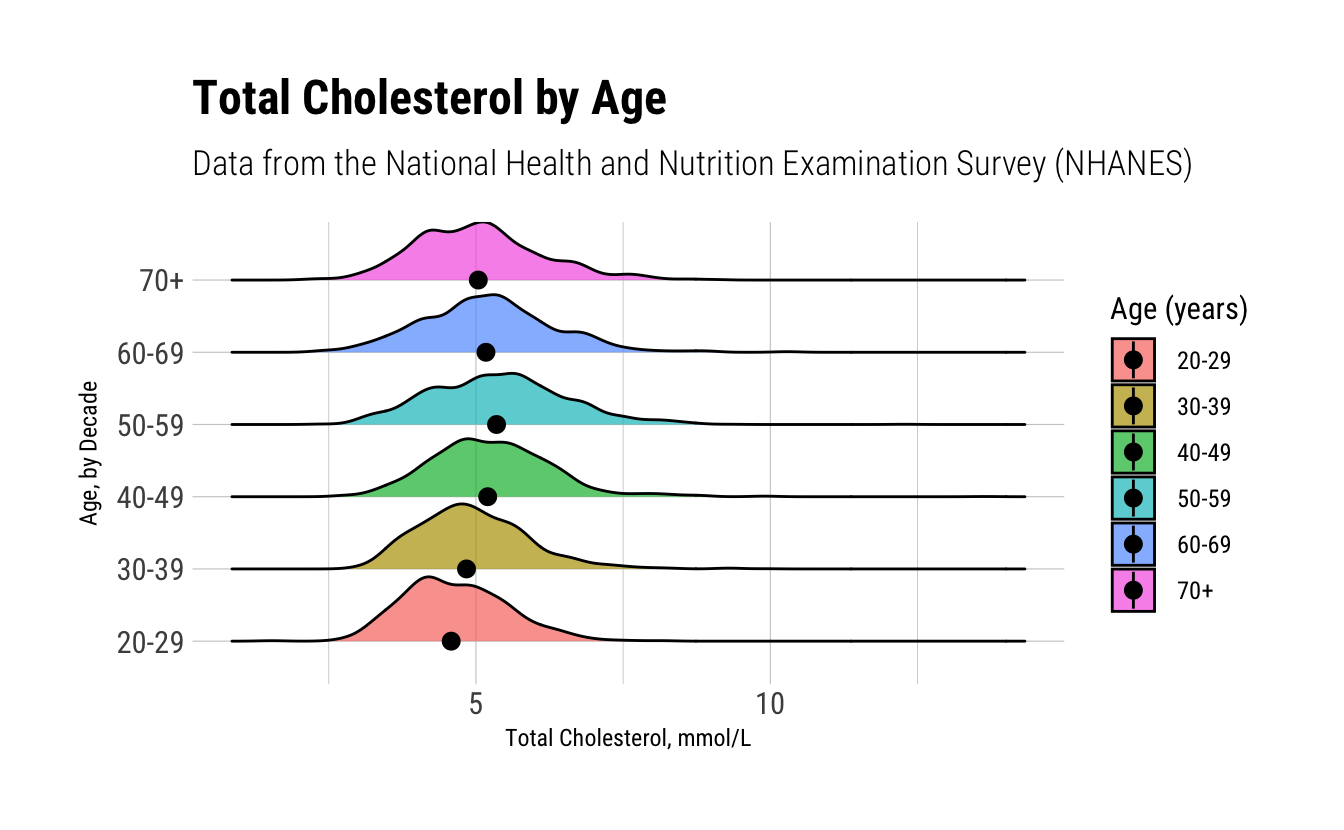 Total Cholesterol by Age
Data from the National Health and Nutrition Examination Survey (NHANES)
Age, by Decade
70+
60-69
50-59
40-49
30-39
20-29
5
10
Total Cholesterol, mmol/L
Age (years)
20-29
30-39
40-49
50-59
60-69
70+